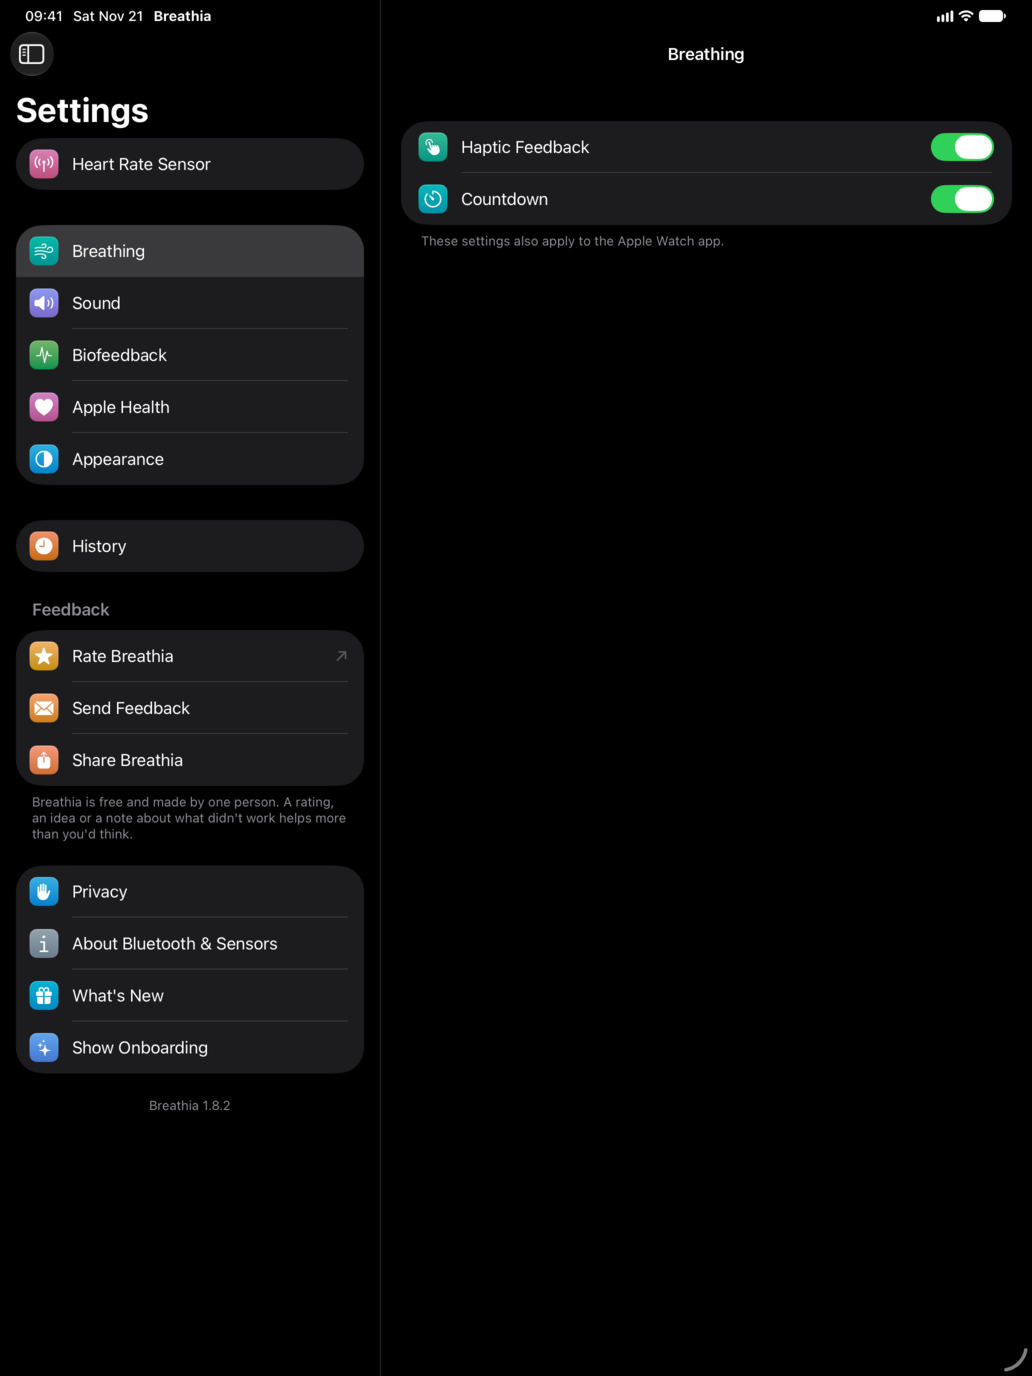 09:41 Sat Nov 21 Breathia
Settings
Heart Rate Sensor
Breathing
Sound
Biofeedback
Apple Health
Appearance
History
Feedback
Rate Breathia
Send Feedback
Share Breathia
Breathia is free and made by one person. A rating,
an idea or a note about what didn't work helps more
than you'd think.
Privacy
About Bluetooth & Sensors
What's New
Show Onboarding
Breathia 1.8.2
Breathing
Haptic Feedback
Countdown
These settings also apply to the Apple Watch app.